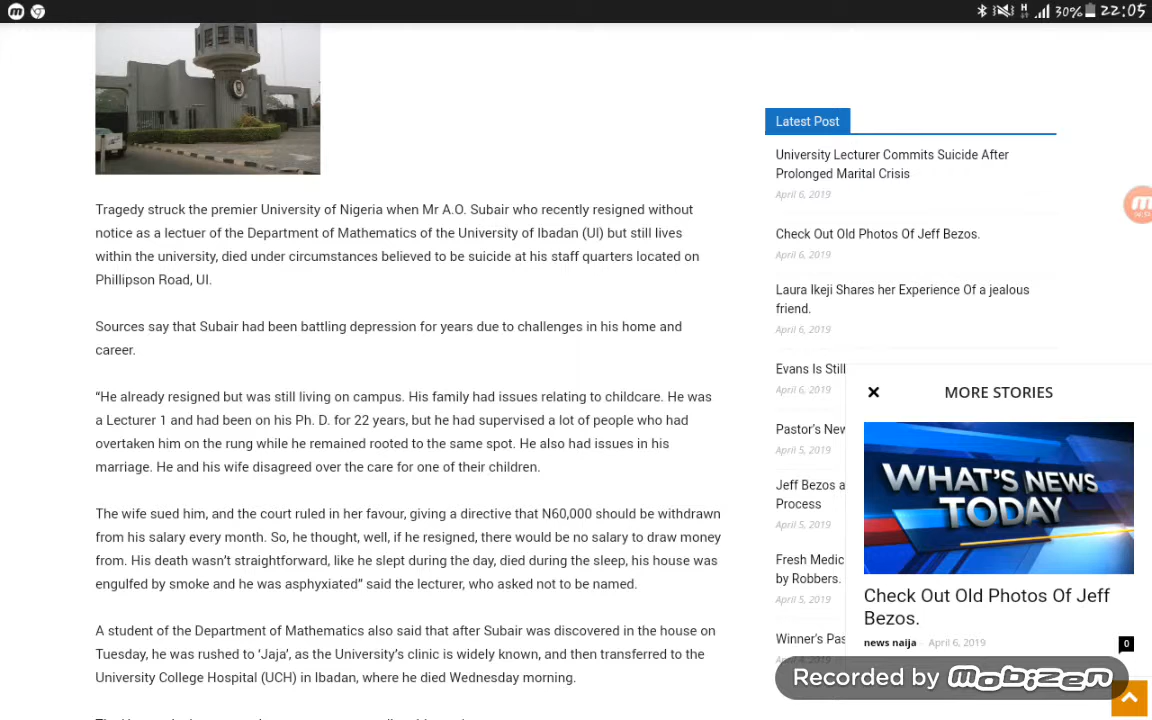 30% 22:05
Tragedy struck the premier University of Nigeria when Mr A.O. Subair who recently resigned without
notice as a lectuer of the Department of Mathematics of the University of Ibadan (UI) but still lives
within the university, died under circumstances believed to be suicide at his staff quarters located on
Phillipson Road, UI.
Sources say that Subair had been battling depression for years due to challenges in his home and
career.
“He already resigned but was still living on campus. His family had issues relating to childcare. He was
a Lecturer 1 and had been on his Ph. D. for 22 years, but he had supervised a lot of people who had
overtaken him on the rung while he remained rooted to the same spot. He also had issues in his
marriage. He and his wife disagreed over the care for one of their children.
The wife sued him, and the court ruled in her favour, giving a directive that N60,000 should be withdrawn
from his salary every month. So, he thought, well, if he resigned, there would be no salary to draw money
from. His death wasn’t straightforward, like he slept during the day, died during the sleep, his house was
engulfed by smoke and he was asphyxiated” said the lecturer, who asked not to be named.
A student of the Department of Mathematics also said that after Subair was discovered in the house on
Tuesday, he was rushed to ‘Jaja’, as the University’s clinic is widely known, and then transferred to the
University College Hospital (UCH) in Ibadan, where he died Wednesday morning.
Latest Post
University Lecturer Commits Suicide After
Prolonged Marital Crisis
April 6, 2019
Check Out Old Photos Of Jeff Bezos.
April 6, 2019
Laura Ikeji Shares her Experience Of a jealous
friend.
April 6, 2019
Evans Is Still
April 6, 2019
Pastor’s New
April 5, 2019
Jeff Bezos a
Process
April 5, 2019
Fresh Medic
by Robbers.
April 5, 2019
Winner’s Pas
MORE STORIES
WHAT'S NEWS
TODAY
Check Out Old Photos Of Jeff
Bezos.
news naija - April 6, 2019
0
Recorded by mobizen